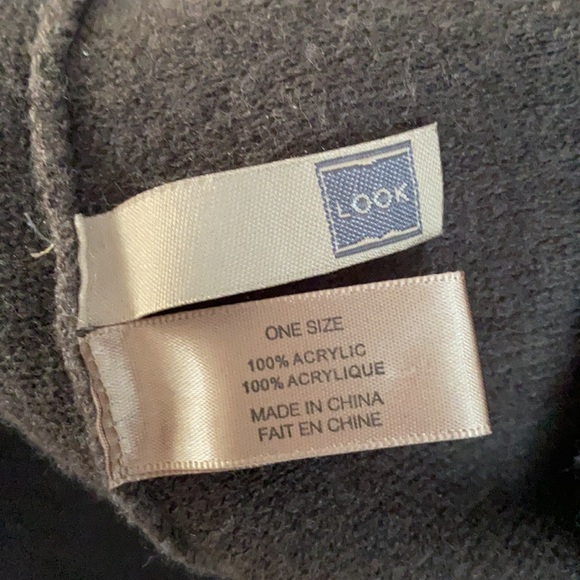 LOOK
ONE SIZE
100% ACRYLIC
100% ACRYLIQUE
MADE IN CHINA
FAIT EN CHINE